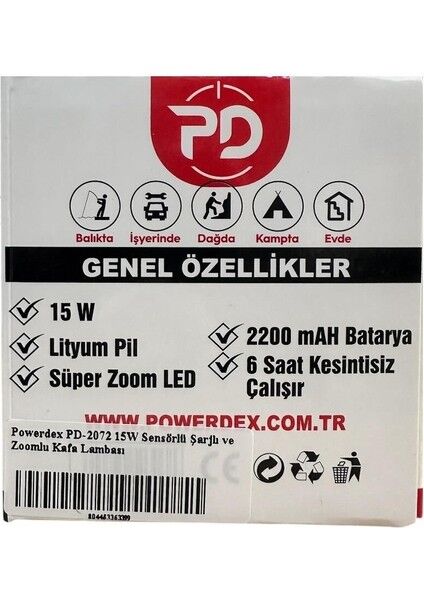 PD
Balıkta İşyerinde Dağda Kampta Evde
GENEL ÖZELLİKLER
15 W
Lityum Pil
Süper Zoom LED
2200 mAH Batarya
6 Saat Kesintisiz
Çalışır
WWW.POWERDEX.COM.TR
Powerdex PD-2072 15W Sensörlü Şarjlı ve
Zoomlu Kafa Lambası
CE